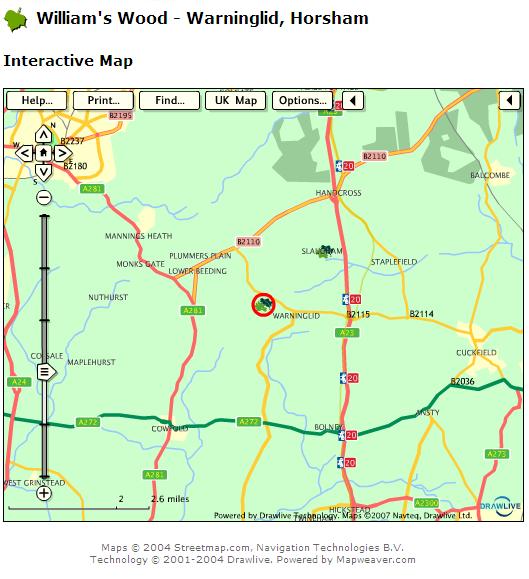 William's Wood - Warninglid, Horsham
Interactive Map
Help... Print... Find... UK Map Options...
B2195
N
B2237
W
B2180
S
A281
B2110
20
HANDCROSS
BALCOMBE
MANNINGS HEATH
B2110
PLUMMERS PLAIN
MONKS GATE
LOWER BEEDING
SLAUGHAM
STAPLEFIELD
NUTHURST
A281
20
WARNINGLID
B2115
B2114
A23
COPSALE
MAPLEHURST
CUCKFIELD
A24
20
B2036
ANSTY
A272
A272
COWFOLD
BOLNEY
20
A273
A281
20
WEST GRINSTEAD
2 2.6 miles
A2300
HICKSTEAD
TWINEHAM
DRAWLIVE
Powered by Drawlive Technology. Maps ©2007 Navteq, Drawlive Ltd.
Maps © 2004 Streetmap.com, Navigation Technologies B.V.
Technology © 2001-2004 Drawlive. Powered by Mapweaver.com